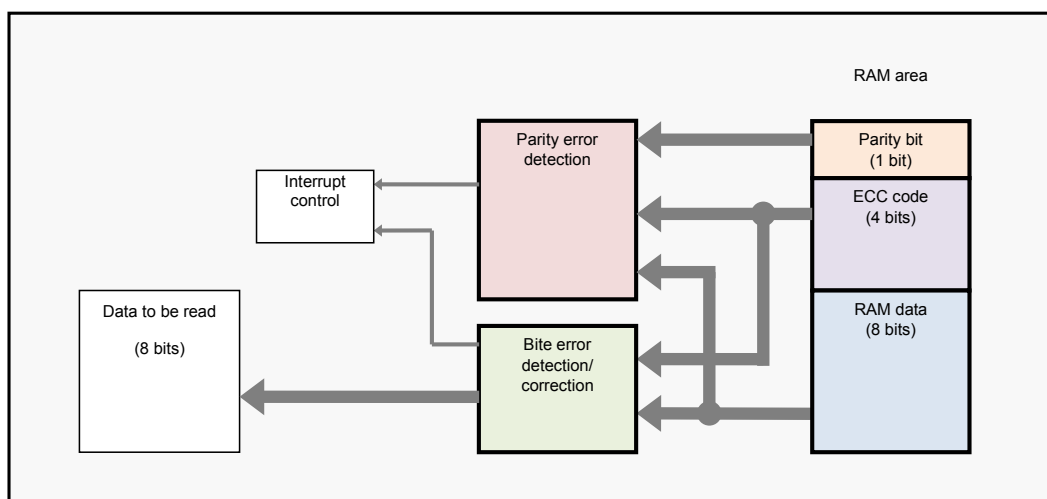 RAM area
Parity error
detection
Parity bit
(1 bit)
Interrupt
control
ECC code
(4 bits)
Data to be read
(8 bits)
RAM data
(8 bits)
Bite error
detection/
correction